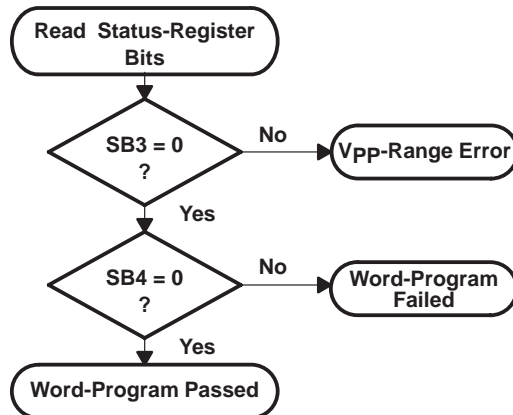 Read Status-Register
Bits
SB3 = 0
?
No
VPP-Range Error
Yes
SB4 = 0
?
No
Word-Program
Failed
Yes
Word-Program Passed